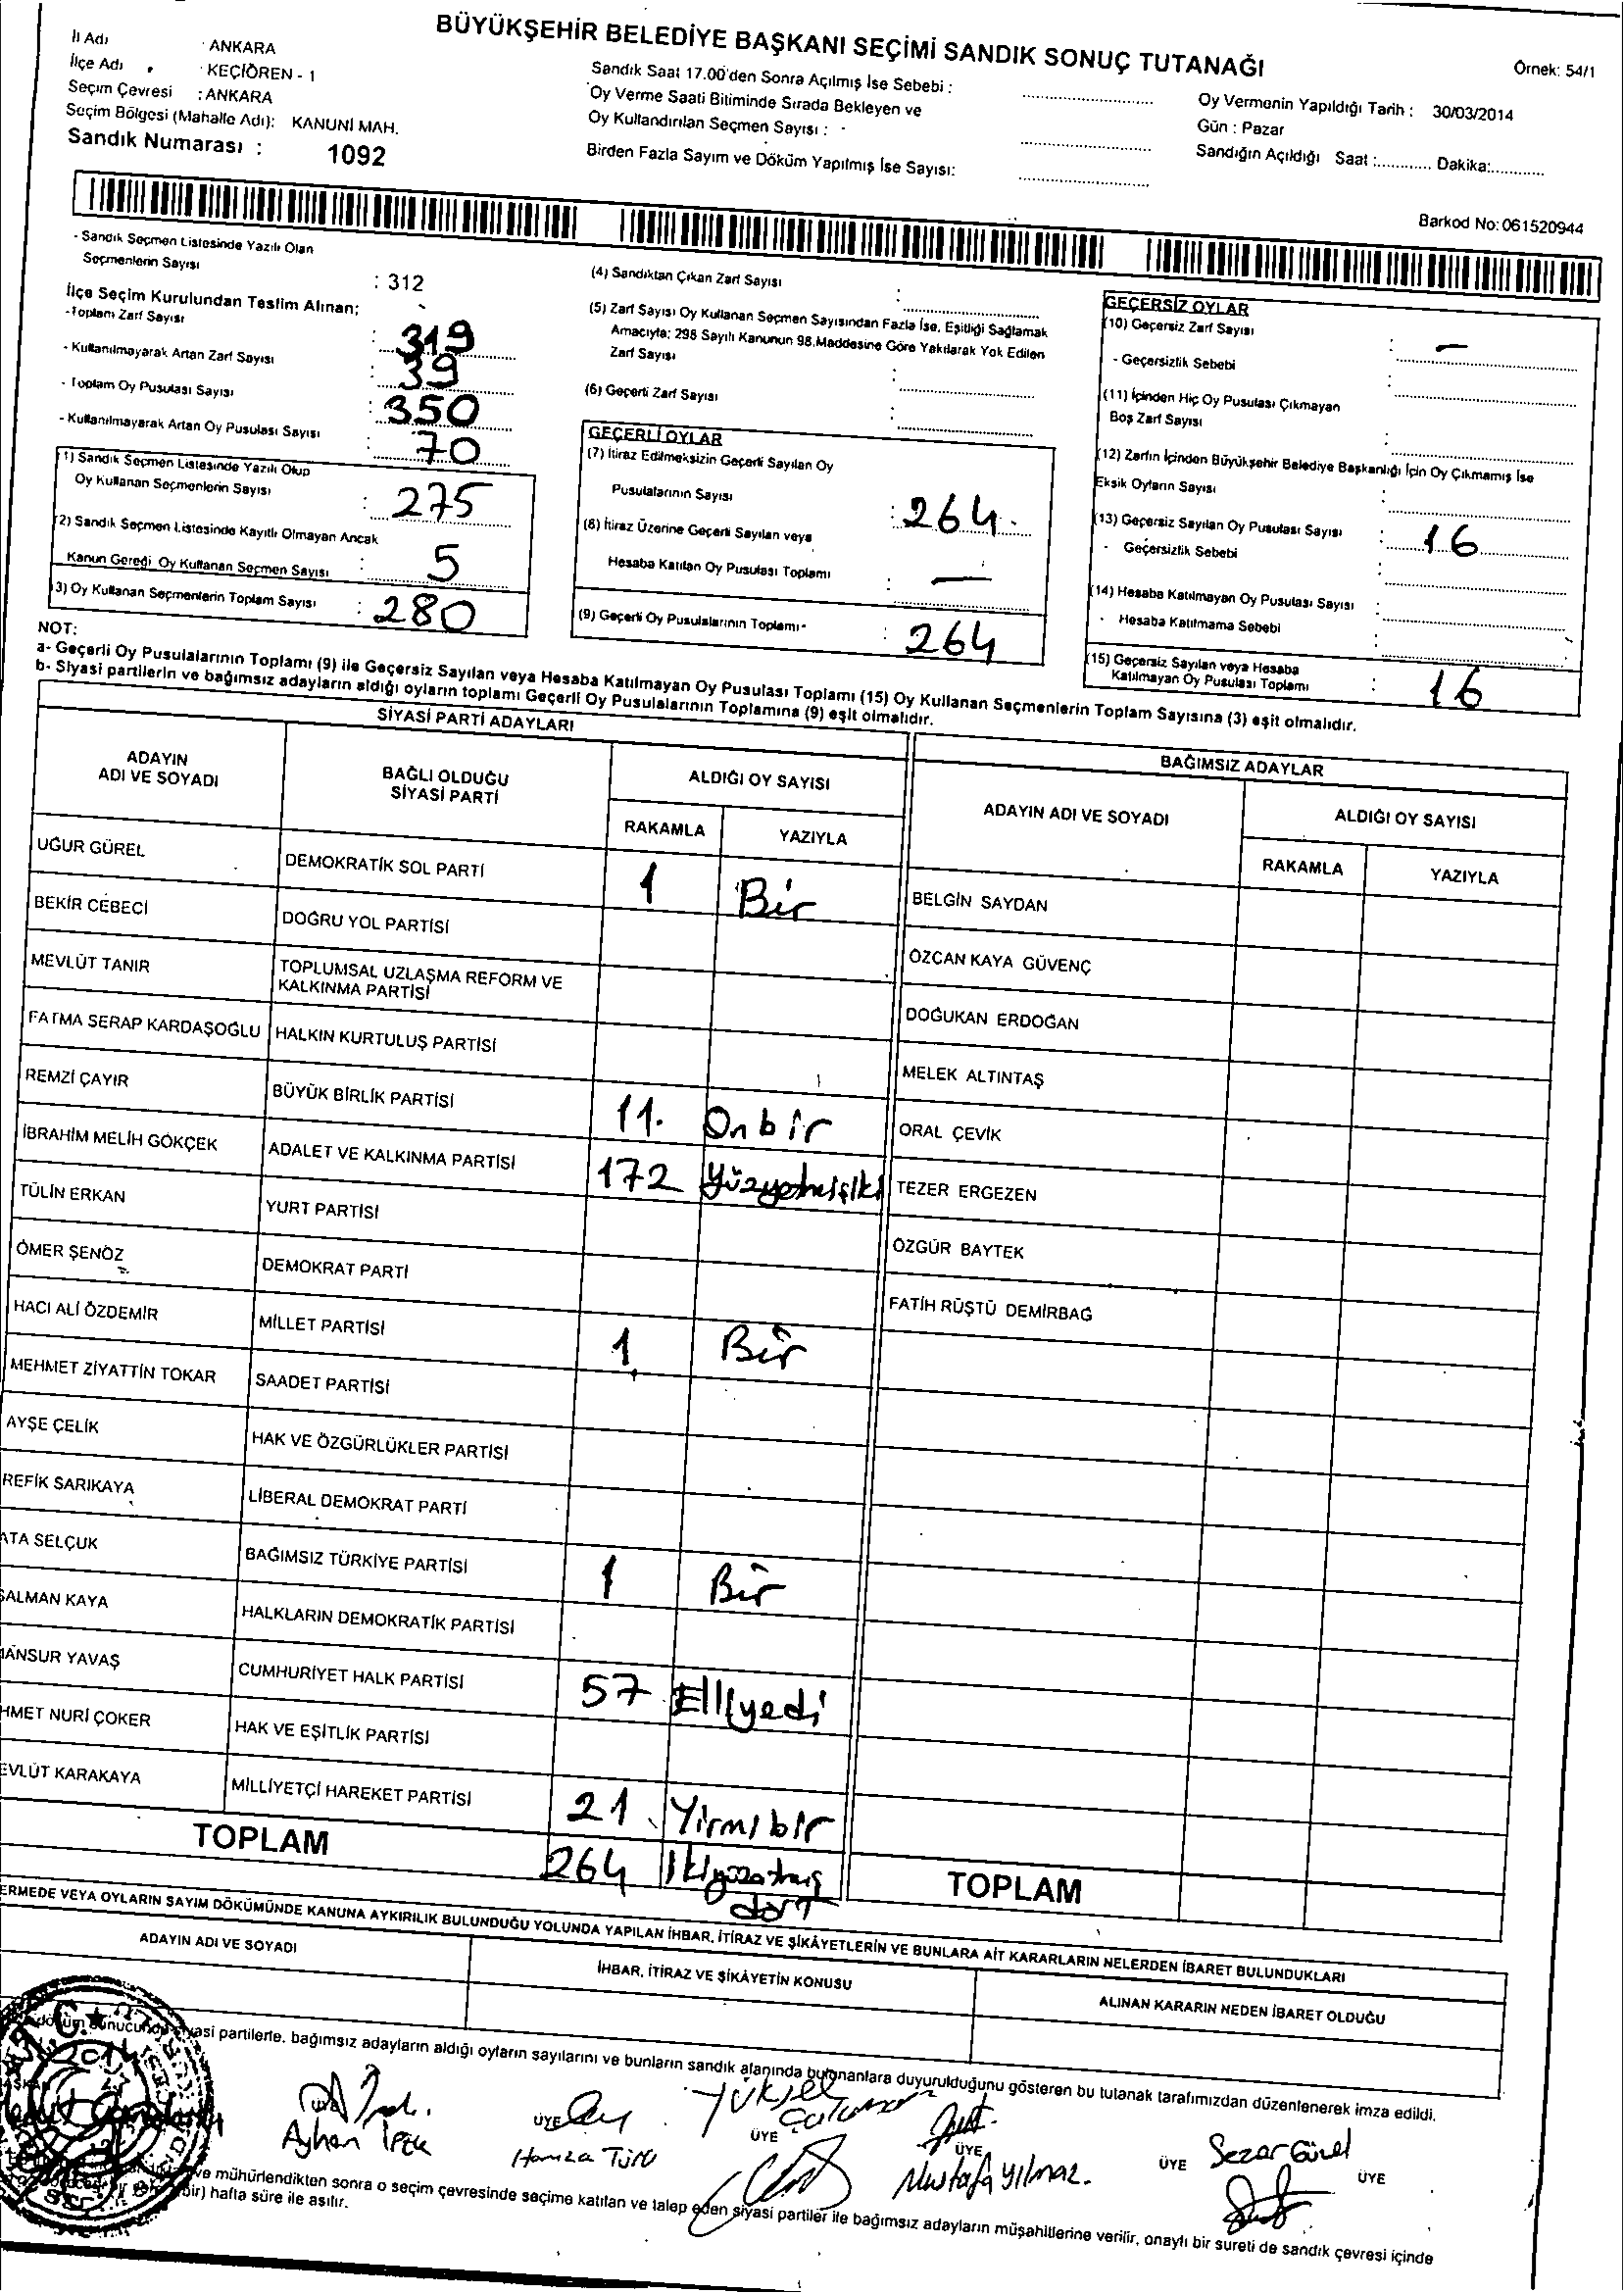 BÜYÜKŞEHİR BELEDİYE BAŞKANI SEÇİMİ SANDIK SONUÇ TUTANAĞI
Örnek: 54/1
İl Adı : ANKARA
İlçe Adı : KEÇİÖREN - 1
Seçim Çevresi : ANKARA
Seçim Bölgesi (Mahalle Adı): KANUNİ MAH.
Sandık Numarası : 1092
Sandık Saat 17.00'den Sonra Açılmış İse Sebebi :
Oy Verme Saati Bitiminde Sırada Bekleyen ve
Oy Kullandırılan Seçmen Sayısı : -
Birden Fazla Sayım ve Döküm Yapılmış İse Sayısı:
Oy Vermenin Yapıldığı Tarih : 30/03/2014
Gün : Pazar
Sandığın Açıldığı Saat :............ Dakika:............
Barkod No: 061520944
- Sandık Seçmen Listesinde Yazılı Olan
Seçmenlerin Sayısı : 312
İlçe Seçim Kurulundan Teslim Alınan;
-Toplam Zarf Sayısı : 319
- Kullanılmayarak Artan Zarf Sayısı : 39
- Toplam Oy Pusulası Sayısı : 350
- Kullanılmayarak Artan Oy Pusulası Sayısı : 70
(1) Sandık Seçmen Listesinde Yazılı Olup
Oy Kullanan Seçmenlerin Sayısı : 275
(2) Sandık Seçmen Listesinde Kayıtlı Olmayan Ancak
Kanun Gereği Oy Kullanan Seçmen Sayısı : 5
(3) Oy Kullanan Seçmenlerin Toplam Sayısı : 280
(4) Sandıktan Çıkan Zarf Sayısı :
(5) Zarf Sayısı Oy Kullanan Seçmen Sayısından Fazla İse, Eşitliği Sağlamak
Amacıyla; 298 Sayılı Kanunun 98.Maddesine Göre Yakılarak Yok Edilen
Zarf Sayısı :
(6) Geçerli Zarf Sayısı :
GEÇERLİ OYLAR
(7) İtiraz Edilmeksizin Geçerli Sayılan Oy
Pusulalarının Sayısı : 264
(8) İtiraz Üzerine Geçerli Sayılan veya
Hesaba Katılan Oy Pusulası Toplamı : —
(9) Geçerli Oy Pusulalarının Toplamı : 264
GEÇERSİZ OYLAR
(10) Geçersiz Zarf Sayısı : —
- Geçersizlik Sebebi :
(11) İçinden Hiç Oy Pusulası Çıkmayan
Boş Zarf Sayısı :
(12) Zarfın İçinden Büyükşehir Belediye Başkanlığı İçin Oy Çıkmamış İse
Eksik Oyların Sayısı :
(13) Geçersiz Sayılan Oy Pusulası Sayısı : 16
- Geçersizlik Sebebi :
(14) Hesaba Katılmayan Oy Pusulası Sayısı :
- Hesaba Katılmama Sebebi :
(15) Geçersiz Sayılan veya Hesaba
Katılmayan Oy Pusulası Toplamı : 16
NOT:
a- Geçerli Oy Pusulalarının Toplamı (9) ile Geçersiz Sayılan veya Hesaba Katılmayan Oy Pusulası Toplamı (15) Oy Kullanan Seçmenlerin Toplam Sayısına (3) eşit olmalıdır.
b- Siyasi partilerin ve bağımsız adayların aldığı oyların toplamı Geçerli Oy Pusulalarının Toplamına (9) eşit olmalıdır.
SİYASİ PARTİ ADAYLARI
ADAYIN ADI VE SOYADI
BAĞLI OLDUĞU SİYASİ PARTİ
ALDIĞI OY SAYISI
RAKAMLA YAZIYLA
UĞUR GÜREL DEMOKRATİK SOL PARTİ 1 Bir
BEKİR CEBECİ DOĞRU YOL PARTİSİ
MEVLÜT TANIR TOPLUMSAL UZLAŞMA REFORM VE KALKINMA PARTİSİ
FATMA SERAP KARDAŞOĞLU HALKIN KURTULUŞ PARTİSİ
REMZİ ÇAYIR BÜYÜK BİRLİK PARTİSİ 11. Onbir
İBRAHİM MELİH GÖKÇEK ADALET VE KALKINMA PARTİSİ 172 Yüzyetmişiki
TÜLİN ERKAN YURT PARTİSİ
ÖMER ŞENÖZ DEMOKRAT PARTİ
HACI ALİ ÖZDEMİR MİLLET PARTİSİ 1 Bir
MEHMET ZİYATTİN TOKAR SAADET PARTİSİ
AYŞE ÇELİK HAK VE ÖZGÜRLÜKLER PARTİSİ
REFİK SARIKAYA LİBERAL DEMOKRAT PARTİ
ATA SELÇUK BAĞIMSIZ TÜRKİYE PARTİSİ 1 Bir
SALMAN KAYA HALKLARIN DEMOKRATİK PARTİSİ
MANSUR YAVAŞ CUMHURİYET HALK PARTİSİ 57 Elliyedi
HMET NURİ ÇOKER HAK VE EŞİTLİK PARTİSİ
EVLÜT KARAKAYA MİLLİYETÇİ HAREKET PARTİSİ 21 Yirmibir
TOPLAM 264 İkiyüzatmış dört
BAĞIMSIZ ADAYLAR
ADAYIN ADI VE SOYADI
ALDIĞI OY SAYISI
RAKAMLA YAZIYLA
BELGİN SAYDAN
ÖZCAN KAYA GÜVENÇ
DOĞUKAN ERDOĞAN
MELEK ALTINTAŞ
ORAL ÇEVİK
TEZER ERGEZEN
ÖZGÜR BAYTEK
FATİH RÜŞTÜ DEMİRBAĞ
TOPLAM
ERMEDE VEYA OYLARIN SAYIM DÖKÜMÜNDE KANUNA AYKIRILIK BULUNDUĞU YOLUNDA YAPILAN İHBAR, İTİRAZ VE ŞİKÂYETLERİN VE BUNLARA AİT KARARLARIN NELERDEN İBARET BULUNDUKLARI
ADAYIN ADI VE SOYADI
İHBAR, İTİRAZ VE ŞİKÂYETİN KONUSU
ALINAN KARARIN NEDEN İBARET OLDUĞU
siyasi partilerle, bağımsız adayların aldığı oyların sayılarını ve bunların sandık alanında bulunanlara duyurulduğunu gösteren bu tutanak tarafımızdan düzenlenerek imza edildi.
Ayhan İPEK
ÜYE Hamza Türü
Yüksel
ÜYE
ÜYE Mustafa Yılmaz.
ÜYE Sezar Gürel
ÜYE
ve mühürlendikten sonra o seçim çevresinde seçime katılan ve talep eden siyasi partiler ile bağımsız adayların müşahitlerine verilir, onaylı bir sureti de sandık çevresi içinde
bir) hafta süre ile asılır.